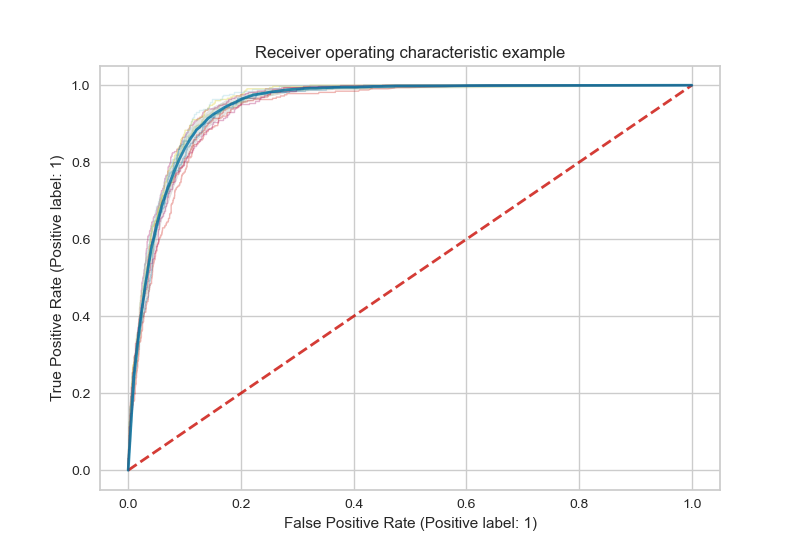 Receiver operating characteristic example
True Positive Rate (Positive label: 1)
1.0
0.8
0.6
0.4
0.2
0.0
0.0 0.2 0.4 0.6 0.8 1.0
False Positive Rate (Positive label: 1)